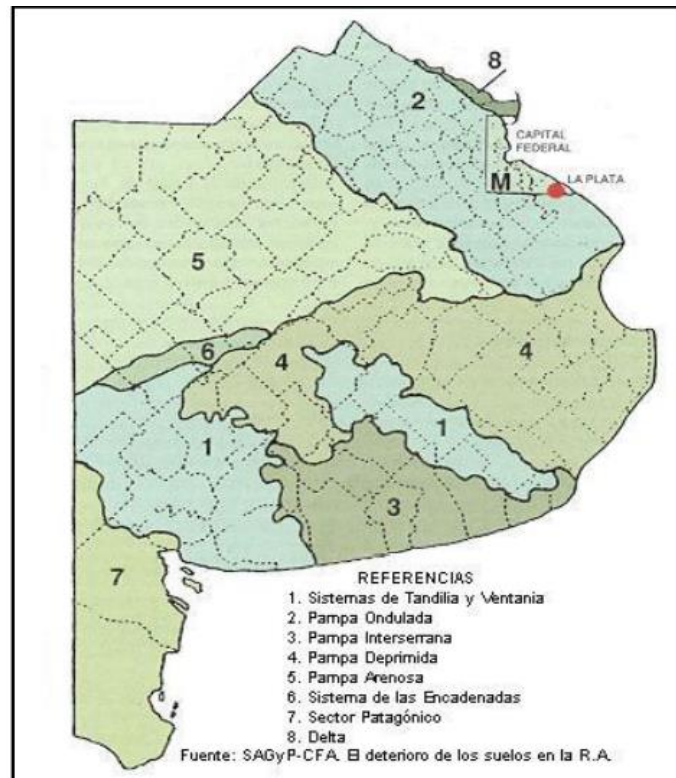 8
2
CAPITAL
FEDERAL
M
LA PLATA
5
4
6
4
1
1
3
7
REFERENCIAS
1. Sistemas de Tandilia y Ventania
2. Pampa Ondulada
3. Pampa Interserrana
4. Pampa Deprimida
5. Pampa Arenosa
6. Sistema de las Encadenadas
7. Sector Patagónico
8. Delta
Fuente: SAGyP-CFA. El deterioro de los suelos en la R.A.